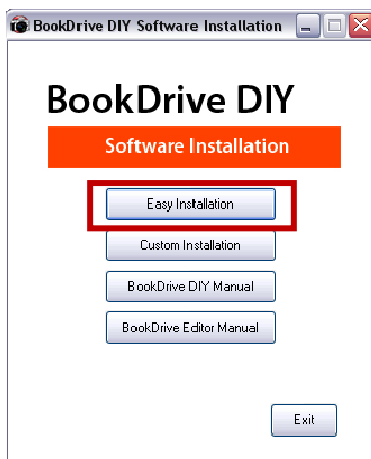 BookDrive DIY Software Installation
BookDrive DIY
Software Installation
Easy Installation
Custom Installation
BookDrive DIY Manual
BookDrive Editor Manual
Exit